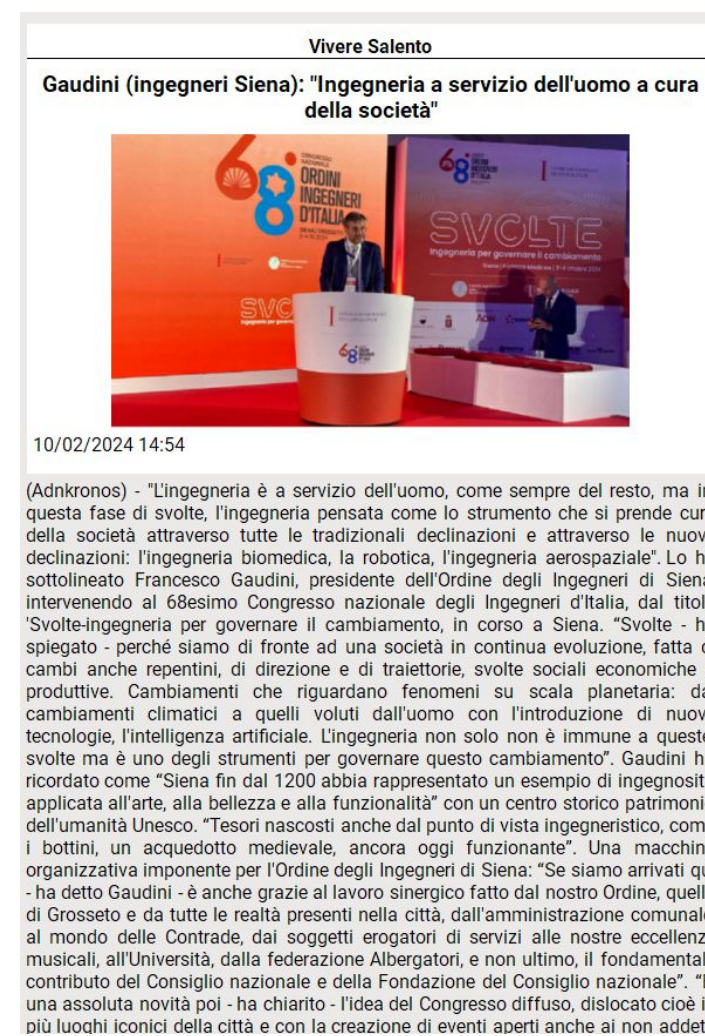 Vivere Salento
Gaudini (ingegneri Siena): "Ingegneria a servizio dell'uomo a cura
della società"
68°
CONGRESSO
NAZIONALE
ORDINI
INGEGNERI
D'ITALIA
SVOLTE
Ingegneria per governare il cambiamento
68°
10/02/2024 14:54
(Adnkronos) - "L'ingegneria è a servizio dell'uomo, come sempre del resto, ma in
questa fase di svolte, l'ingegneria pensata come lo strumento che si prende cur
della società attraverso tutte le tradizionali declinazioni e attraverso le nuov
declinazioni: l'ingegneria biomedica, la robotica, l'ingegneria aerospaziale". Lo h
sottolineato Francesco Gaudini, presidente dell'Ordine degli Ingegneri di Siena
intervenendo al 68esimo Congresso nazionale degli Ingegneri d'Italia, dal titol
'Svolte-ingegneria per governare il cambiamento, in corso a Siena. “Svolte - h
spiegato - perché siamo di fronte ad una società in continua evoluzione, fatta d
cambi anche repentini, di direzione e di traiettorie, svolte sociali economiche
produttive. Cambiamenti che riguardano fenomeni su scala planetaria: da
cambiamenti climatici a quelli voluti dall'uomo con l'introduzione di nuov
tecnologie, l'intelligenza artificiale. L'ingegneria non solo non è immune a queste
svolte ma è uno degli strumenti per governare questo cambiamento”. Gaudini h
ricordato come “Siena fin dal 1200 abbia rappresentato un esempio di ingegnosit
applicata all'arte, alla bellezza e alla funzionalità” con un centro storico patrimoni
dell'umanità Unesco. “Tesori nascosti anche dal punto di vista ingegneristico, com
i bottini, un acquedotto medievale, ancora oggi funzionante”. Una macchin
organizzativa imponente per l'Ordine degli Ingegneri di Siena: “Se siamo arrivati qu
- ha detto Gaudini - è anche grazie al lavoro sinergico fatto dal nostro Ordine, quell
di Grosseto e da tutte le realtà presenti nella città, dall'amministrazione comunale
al mondo delle Contrade, dai soggetti erogatori di servizi alle nostre eccellenz
musicali, all'Università, dalla federazione Albergatori, e non ultimo, il fondamental
contributo del Consiglio nazionale e della Fondazione del Consiglio nazionale”. “
una assoluta novità poi - ha chiarito - l'idea del Congresso diffuso, dislocato cioè i
più luoghi iconici della città e con la creazione di eventi aperti anche ai non addet